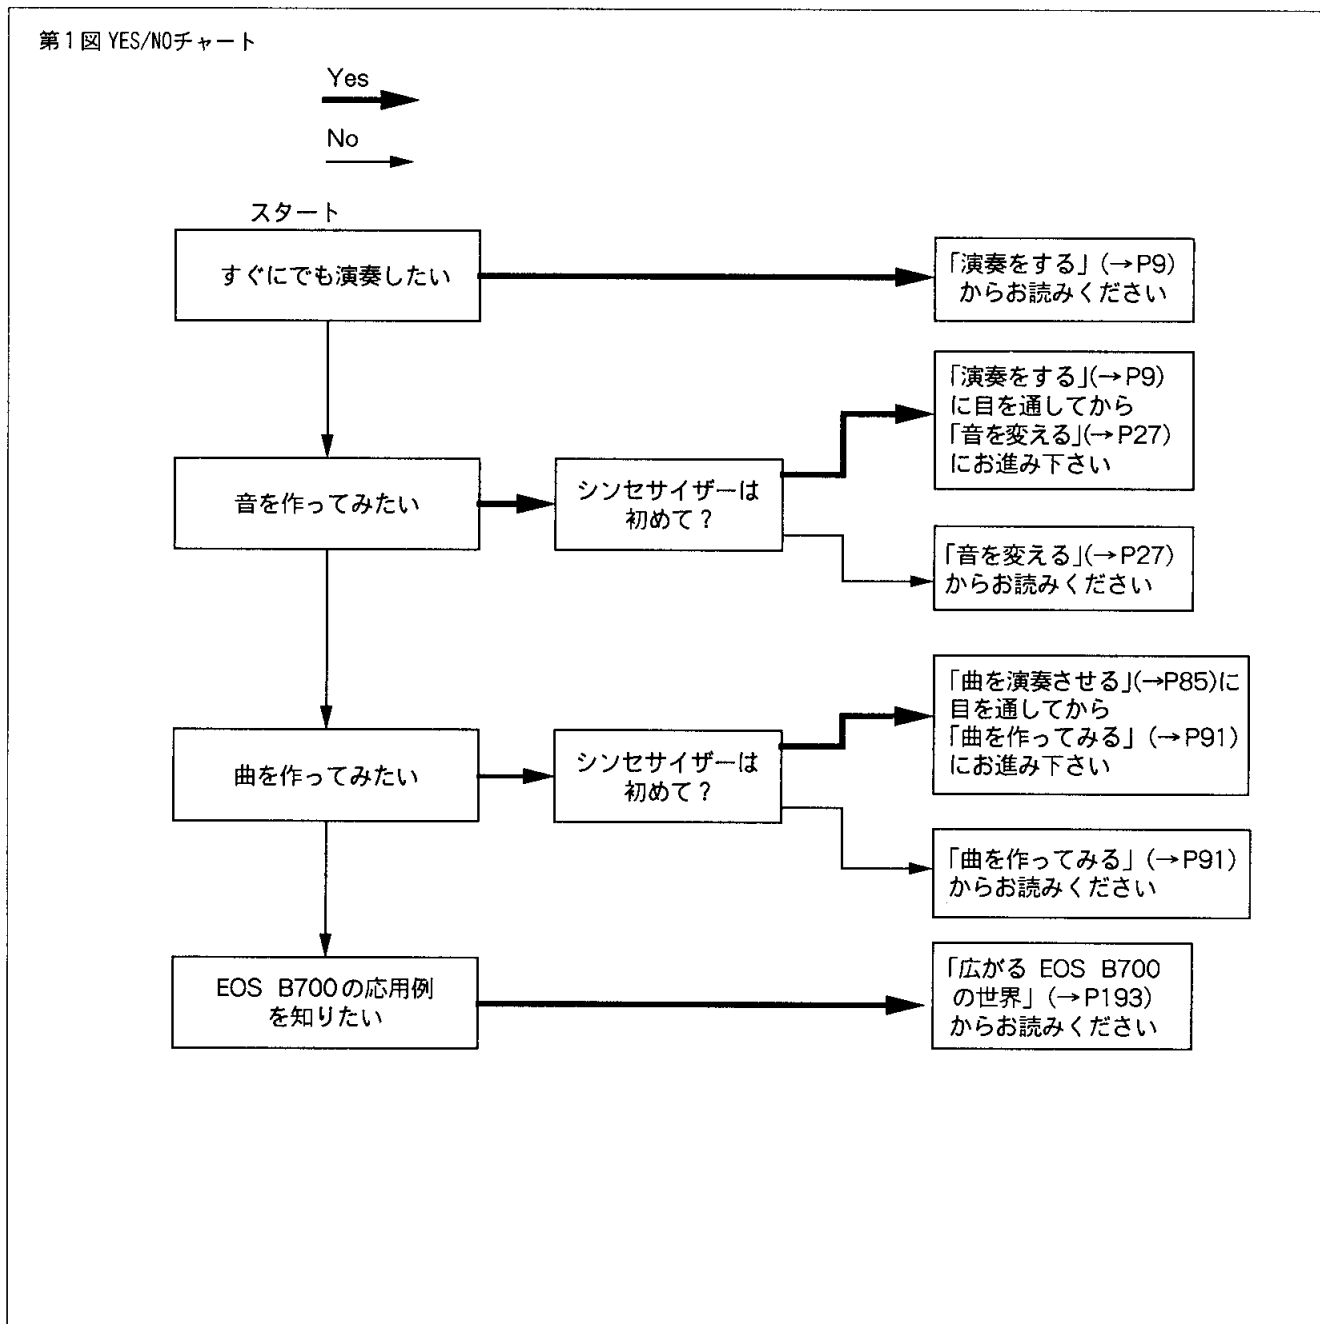 第1図 YES/NOチャート
Yes
No
スタート
すぐにでも演奏したい
「演奏をする」(→P9)
からお読みください
「演奏をする」(→P9)
に目を通してから
「音を変える」(→P27)
にお進み下さい
音を作ってみたい
シンセサイザーは
初めて?
「音を変える」(→P27)
からお読みください
「曲を演奏させる」(→P85)に
目を通してから
「曲を作ってみる」(→P91)
にお進み下さい
曲を作ってみたい
シンセサイザーは
初めて?
「曲を作ってみる」(→P91)
からお読みください
EOS B700の応用例
を知りたい
「広がる EOS B700
の世界」(→P193)
からお読みください